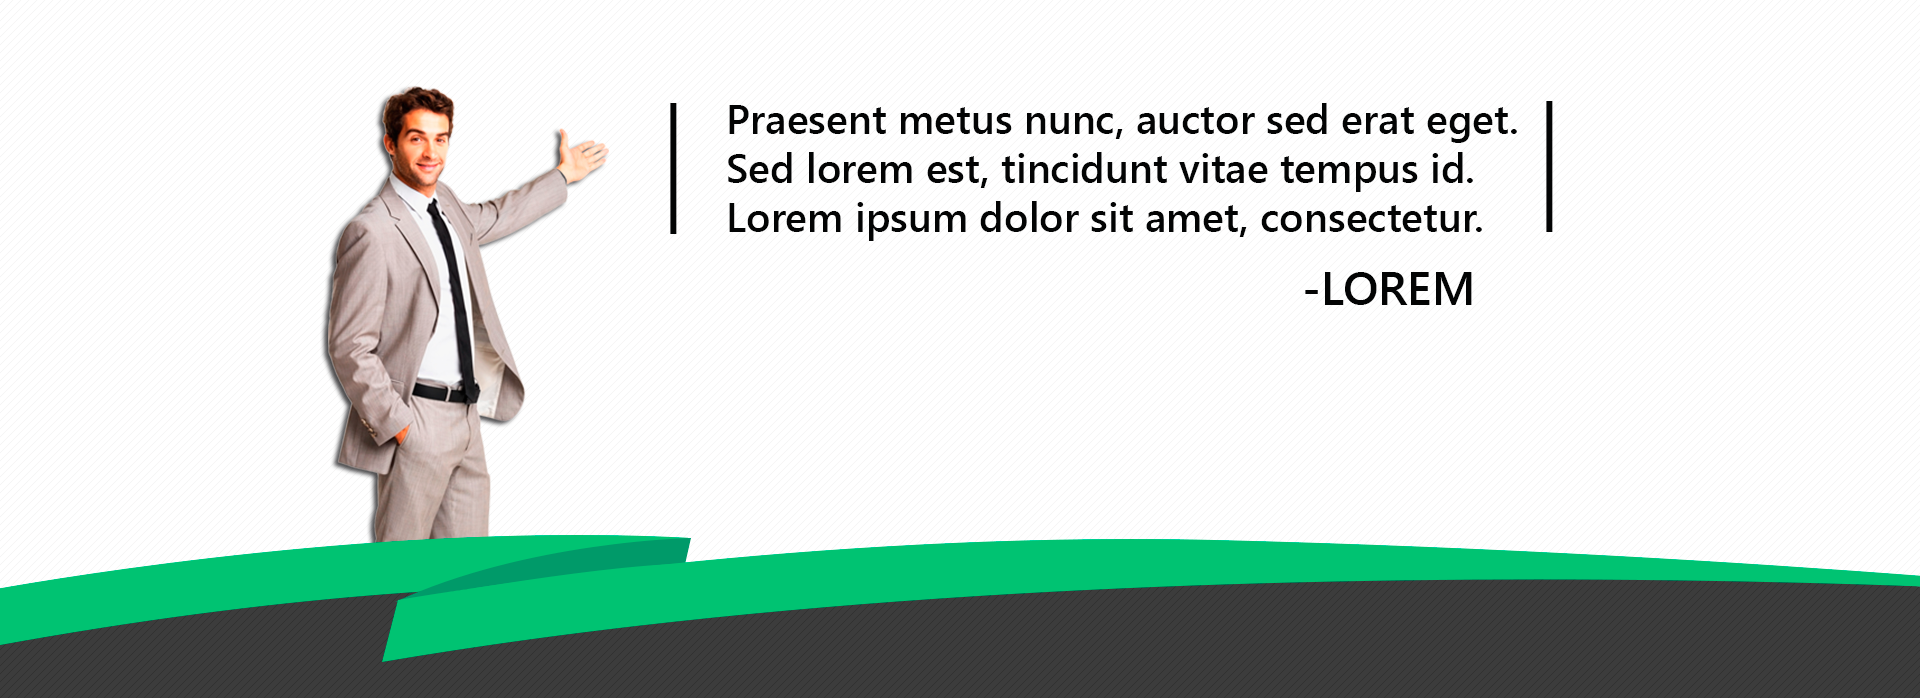 Praesent metus nunc, auctor sed erat eget.
Sed lorem est, tincidunt vitae tempus id.
Lorem ipsum dolor sit amet, consectetur.
-LOREM